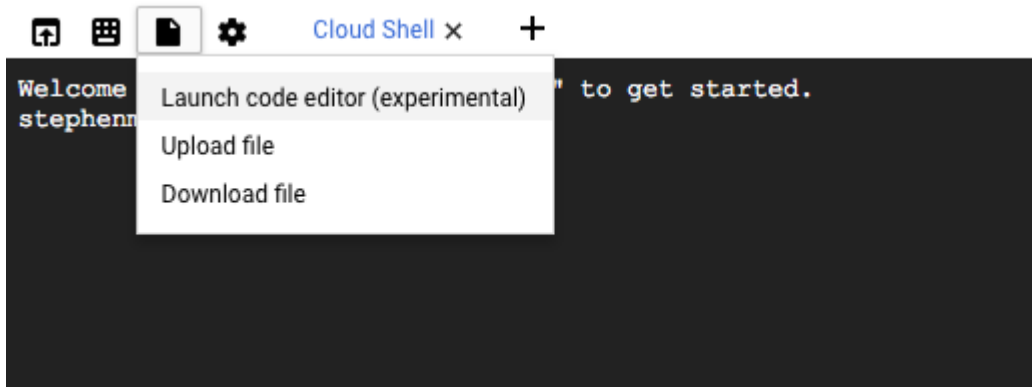 Cloud Shell
Welcome " to get started.
stephenm
Launch code editor (experimental)
Upload file
Download file